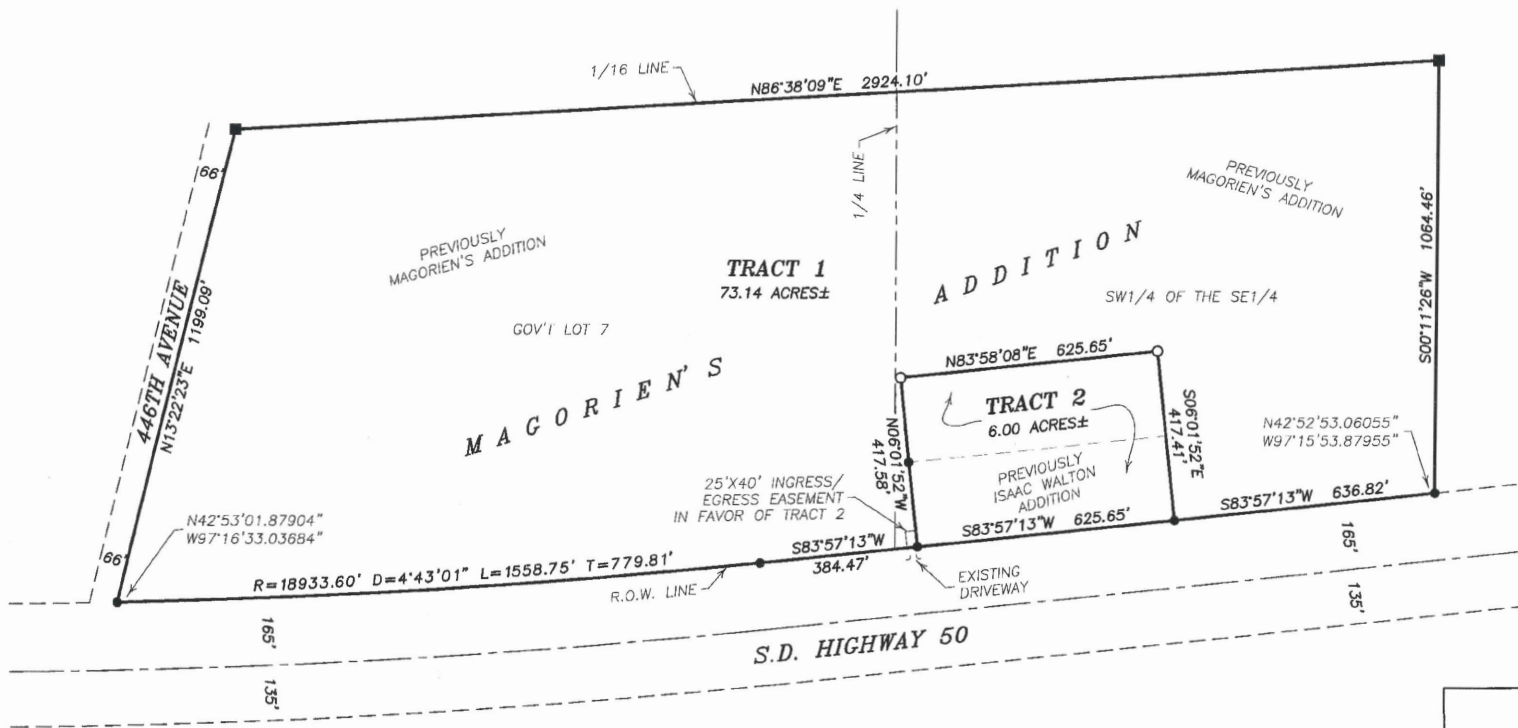 1/16 LINE
N86°38'09"E 2924.10'
66'
1/4 LINE
PREVIOUSLY
MAGORIEN'S ADDITION
PREVIOUSLY
MAGORIEN'S ADDITION
446TH AVENUE
N13°22'23"E 1199.09'
TRACT 1
73.14 ACRES±
ADDITION
SW1/4 OF THE SE1/4
S00°11'26"W 1064.46'
GOV'T LOT 7
MAGORIEN'S
N83°58'08"E 625.65'
TRACT 2
6.00 ACRES±
N06°01'52"W
417.58'
S06°01'52"E
417.41'
N42°52'53.06055"
W97°15'53.87955"
PREVIOUSLY
ISAAC WALTON
ADDITION
25'X40' INGRESS/
EGRESS EASEMENT
IN FAVOR OF TRACT 2
N42°53'01.87904"
W97°16'33.03684"
66'
S83°57'13"W
384.47'
S83°57'13"W 625.65'
S83°57'13"W 636.82'
R=18933.60' D=4°43'01" L=1558.75' T=779.81'
R.O.W. LINE
EXISTING
DRIVEWAY
165'
135'
165'
135'
S.D. HIGHWAY 50